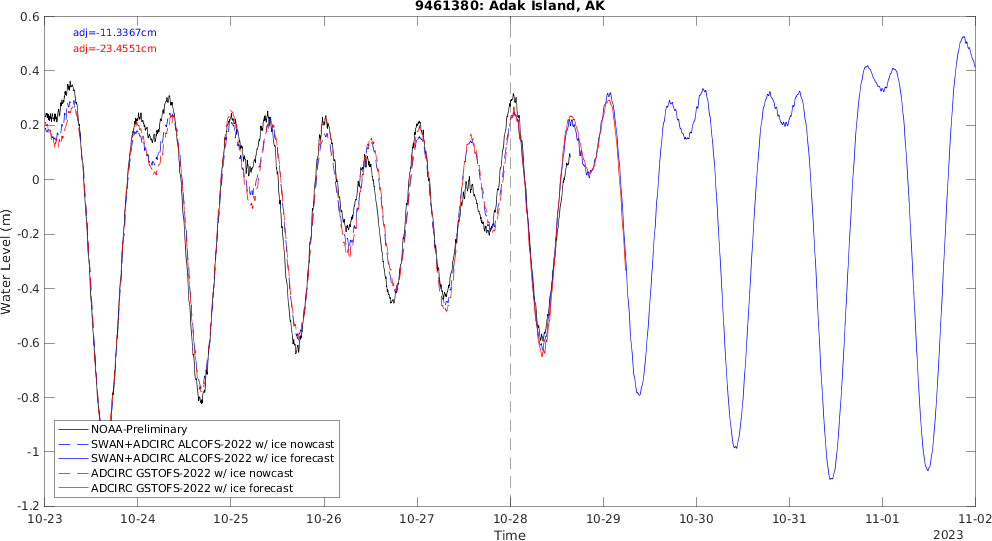 9461380: Adak Island, AK
adj=-11.3367cm
adj=-23.4551cm
0.6
0.4
0.2
0
-0.2
-0.4
-0.6
-0.8
-1
-1.2
Water Level (m)
NOAA-Preliminary
SWAN+ADCIRC ALCOFS-2022 w/ ice nowcast
SWAN+ADCIRC ALCOFS-2022 w/ ice forecast
ADCIRC GSTOFS-2022 w/ ice nowcast
ADCIRC GSTOFS-2022 w/ ice forecast
10-23 10-24 10-25 10-26 10-27 10-28 10-29 10-30 10-31 11-01 11-02
Time
2023